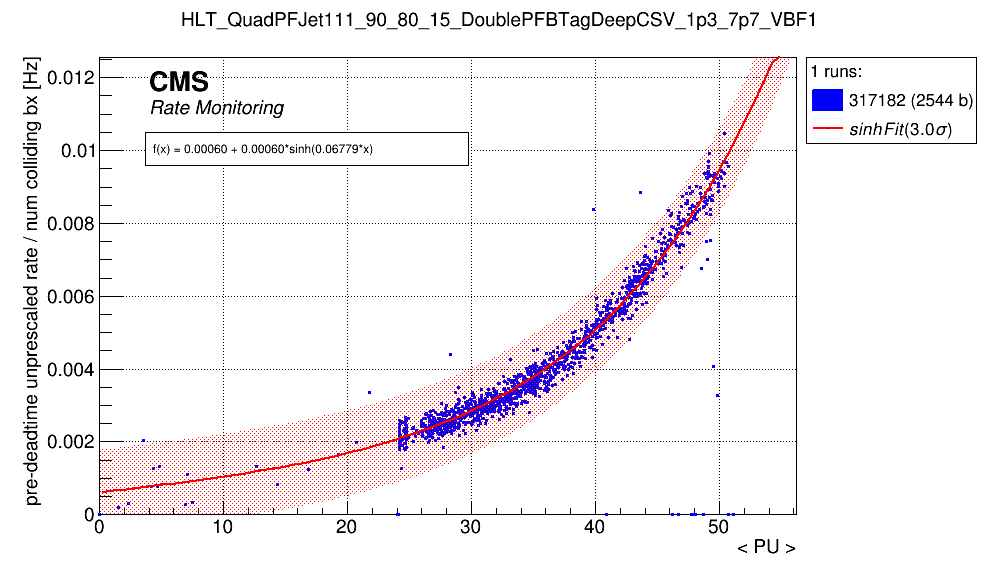 HLT_QuadPFJet111_90_80_15_DoublePFBTagDeepCSV_1p3_7p7_VBF1
pre-deadtime unprescaled rate / num colliding bx [Hz]
0.012
0.01
0.008
0.006
0.004
0.002
0
CMS
Rate Monitoring
f(x) = 0.00060 + 0.00060*sinh(0.06779*x)
1 runs:
317182 (2544 b)
sinhFit(3.0σ)
0 10 20 30 40 50
< PU >